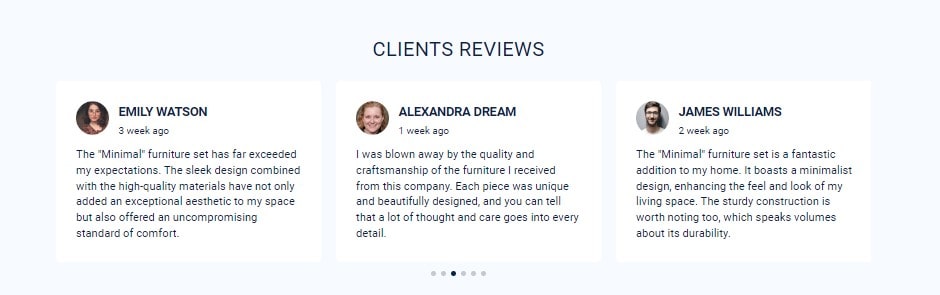 CLIENTS REVIEWS
EMILY WATSON
3 week ago
The "Minimal" furniture set has far exceeded
my expectations. The sleek design combined
with the high-quality materials have not only
added an exceptional aesthetic to my space
but also offered an uncompromising
standard of comfort.
ALEXANDRA DREAM
1 week ago
I was blown away by the quality and
craftsmanship of the furniture I received
from this company. Each piece was unique
and beautifully designed, and you can tell
that a lot of thought and care goes into every
detail.
JAMES WILLIAMS
2 week ago
The "Minimal" furniture set is a fantastic
addition to my home. It boasts a minimalist
design, enhancing the feel and look of my
living space. The sturdy construction is
worth noting too, which speaks volumes
about its durability.